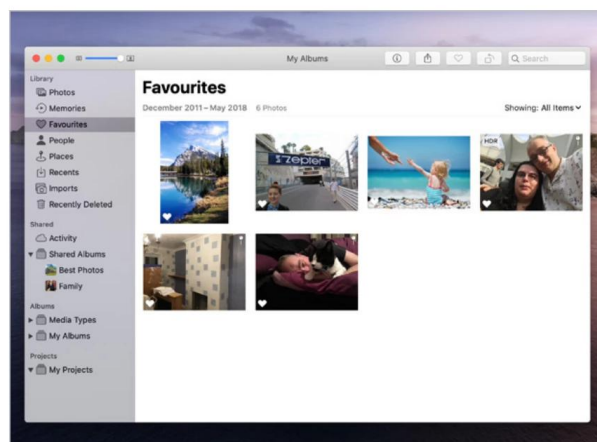 My Albums
Search
Library
Photos
Memories
Favourites
People
Places
Recents
Imports
Recently Deleted
Shared
Activity
Shared Albums
Best Photos
Family
Albums
Media Types
My Albums
Projects
My Projects
Favourites
December 2011 – May 2018 6 Photos
Showing: All Items
szepter
HDR